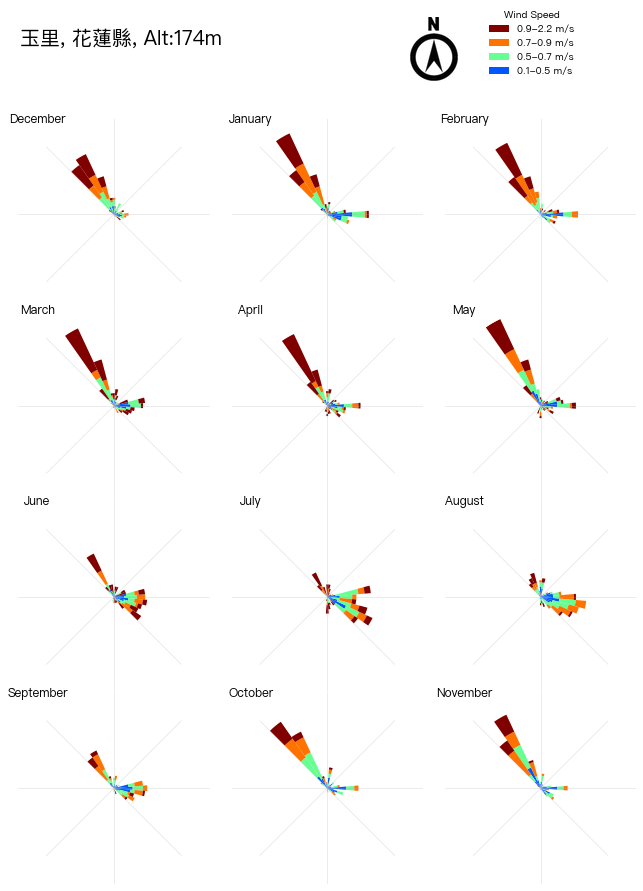 玉里, 花蓮縣, Alt:174m
N
Wind Speed
0.9–2.2 m/s
0.7–0.9 m/s
0.5–0.7 m/s
0.1–0.5 m/s
December
January
February
March
April
May
June
July
August
September
October
November